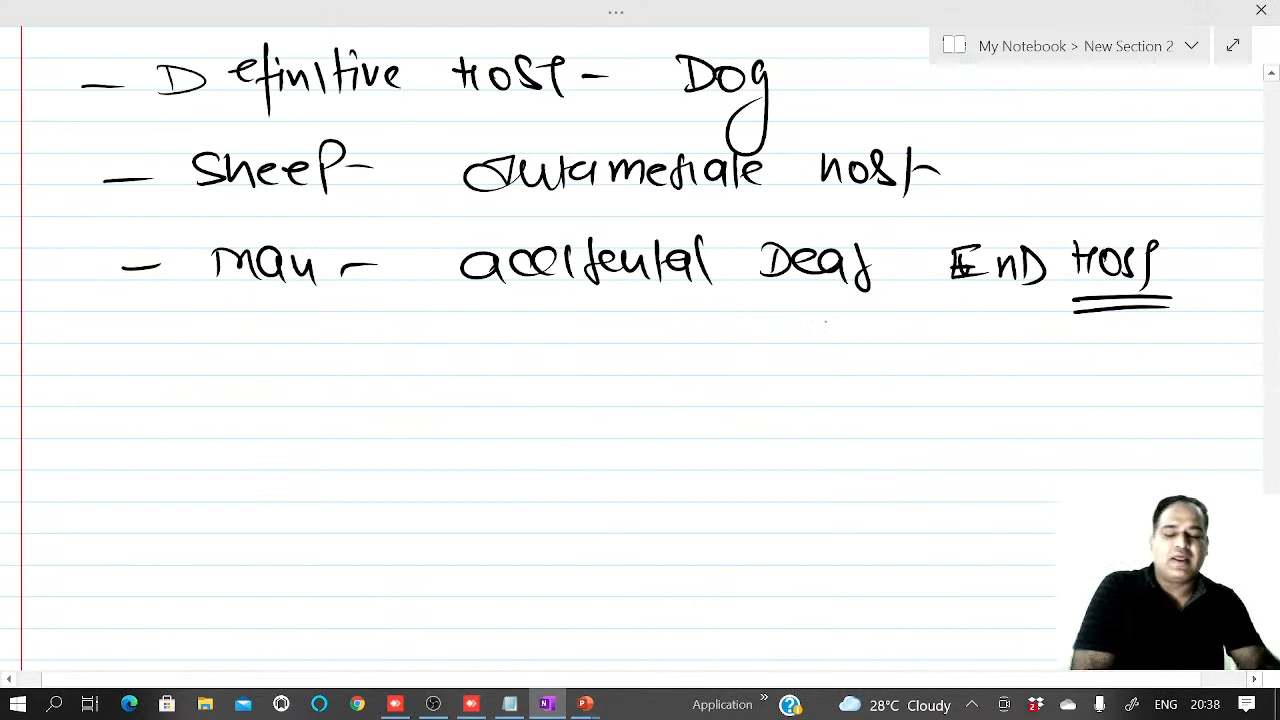 My Notebook > New Section 2
- Definitive Host - Dog
- Sheep - Intermediate host
- Man - accidental Dead End Host
Application
28°C Cloudy
ENG
20:38